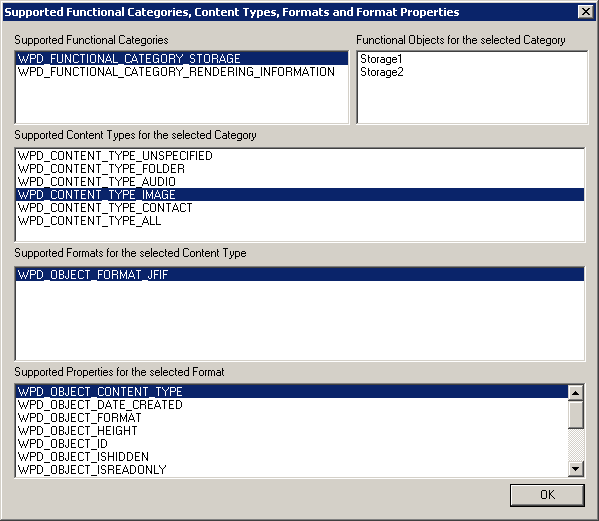 Supported Functional Categories, Content Types, Formats and Format Properties
Supported Functional Categories
WPD_FUNCTIONAL_CATEGORY_STORAGE
WPD_FUNCTIONAL_CATEGORY_RENDERING_INFORMATION
Functional Objects for the selected Category
Storage1
Storage2
Supported Content Types for the selected Category
WPD_CONTENT_TYPE_UNSPECIFIED
WPD_CONTENT_TYPE_FOLDER
WPD_CONTENT_TYPE_AUDIO
WPD_CONTENT_TYPE_IMAGE
WPD_CONTENT_TYPE_CONTACT
WPD_CONTENT_TYPE_ALL
Supported Formats for the selected Content Type
WPD_OBJECT_FORMAT_JFIF
Supported Properties for the selected Format
WPD_OBJECT_CONTENT_TYPE
WPD_OBJECT_DATE_CREATED
WPD_OBJECT_FORMAT
WPD_OBJECT_HEIGHT
WPD_OBJECT_ID
WPD_OBJECT_ISHIDDEN
WPD_OBJECT_ISREADONLY
OK